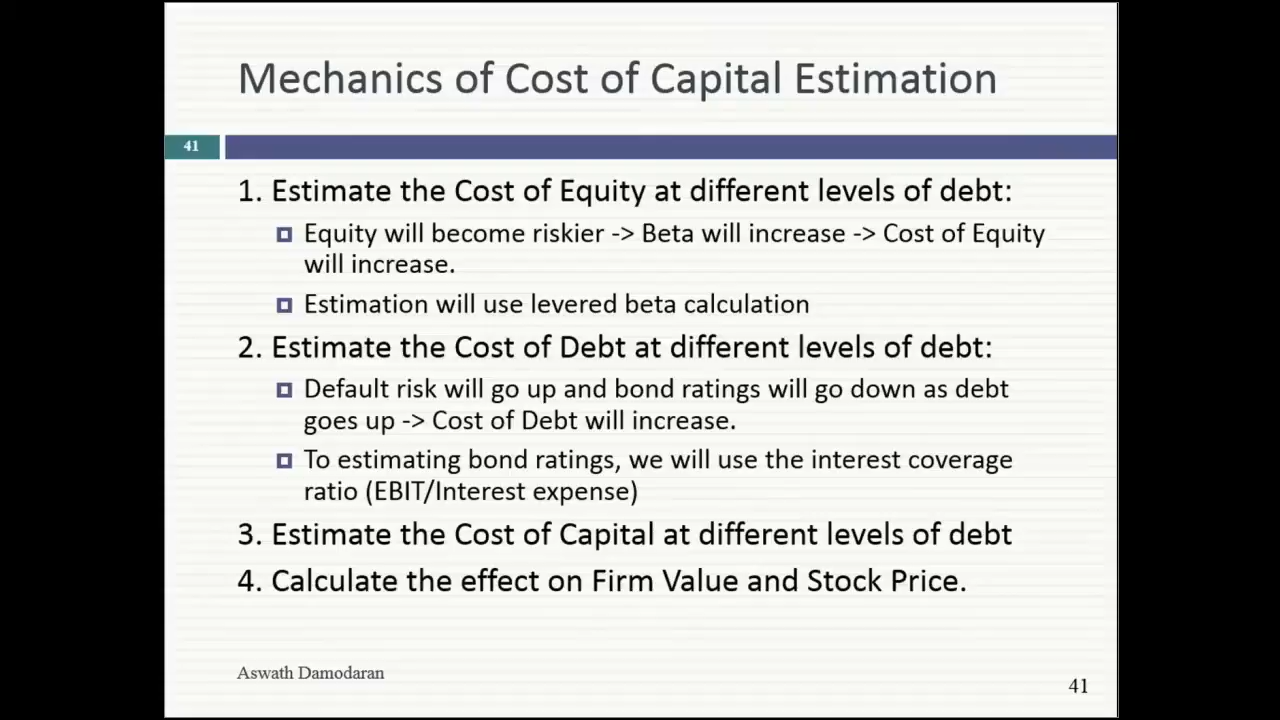 Mechanics of Cost of Capital Estimation
41
1. Estimate the Cost of Equity at different levels of debt:
Equity will become riskier -> Beta will increase -> Cost of Equity
will increase.
Estimation will use levered beta calculation
2. Estimate the Cost of Debt at different levels of debt:
Default risk will go up and bond ratings will go down as debt
goes up -> Cost of Debt will increase.
To estimating bond ratings, we will use the interest coverage
ratio (EBIT/Interest expense)
3. Estimate the Cost of Capital at different levels of debt
4. Calculate the effect on Firm Value and Stock Price.
Aswath Damodaran
41